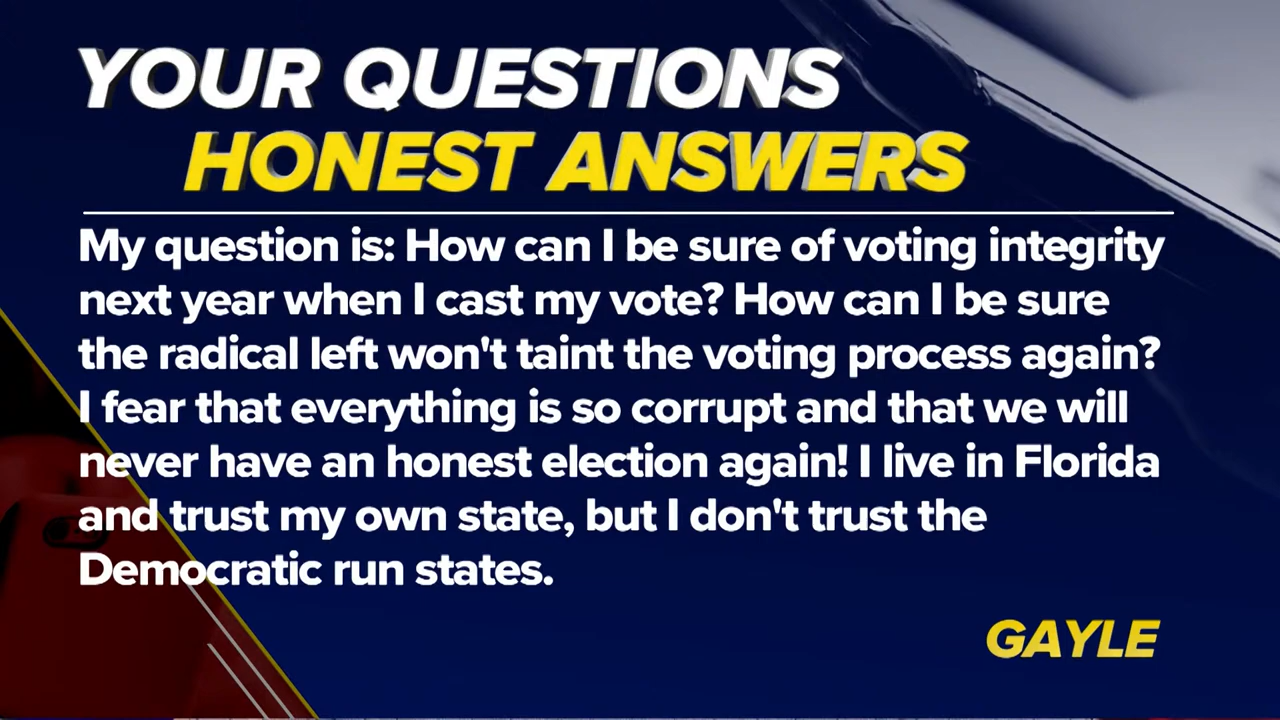 YOUR QUESTIONS
HONEST ANSWERS
My question is: How can I be sure of voting integrity
next year when I cast my vote? How can I be sure
the radical left won't taint the voting process again?
I fear that everything is so corrupt and that we will
never have an honest election again! I live in Florida
and trust my own state, but I don't trust the
Democratic run states.
GAYLE